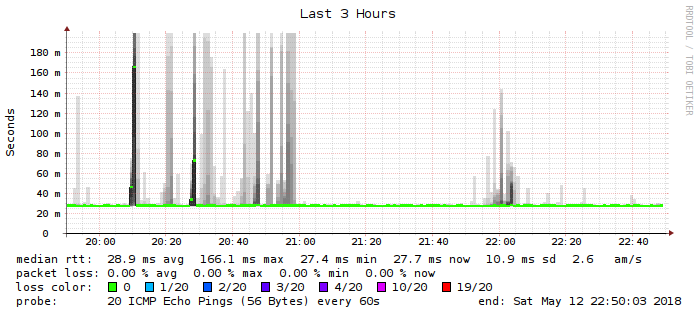 Last 3 Hours
RRDTOOL / TOBI OETIKER
Seconds
180 m
160 m
140 m
120 m
100 m
80 m
60 m
40 m
20 m
0
20:00 20:20 20:40 21:00 21:20 21:40 22:00 22:20 22:40
median rtt: 28.9 ms avg 166.1 ms max 27.4 ms min 27.7 ms now 10.9 ms sd 2.6 am/s
packet loss: 0.00 % avg 0.00 % max 0.00 % min 0.00 % now
loss color: 0 1/20 2/20 3/20 4/20 10/20 19/20
probe: 20 ICMP Echo Pings (56 Bytes) every 60s end: Sat May 12 22:50:03 2018